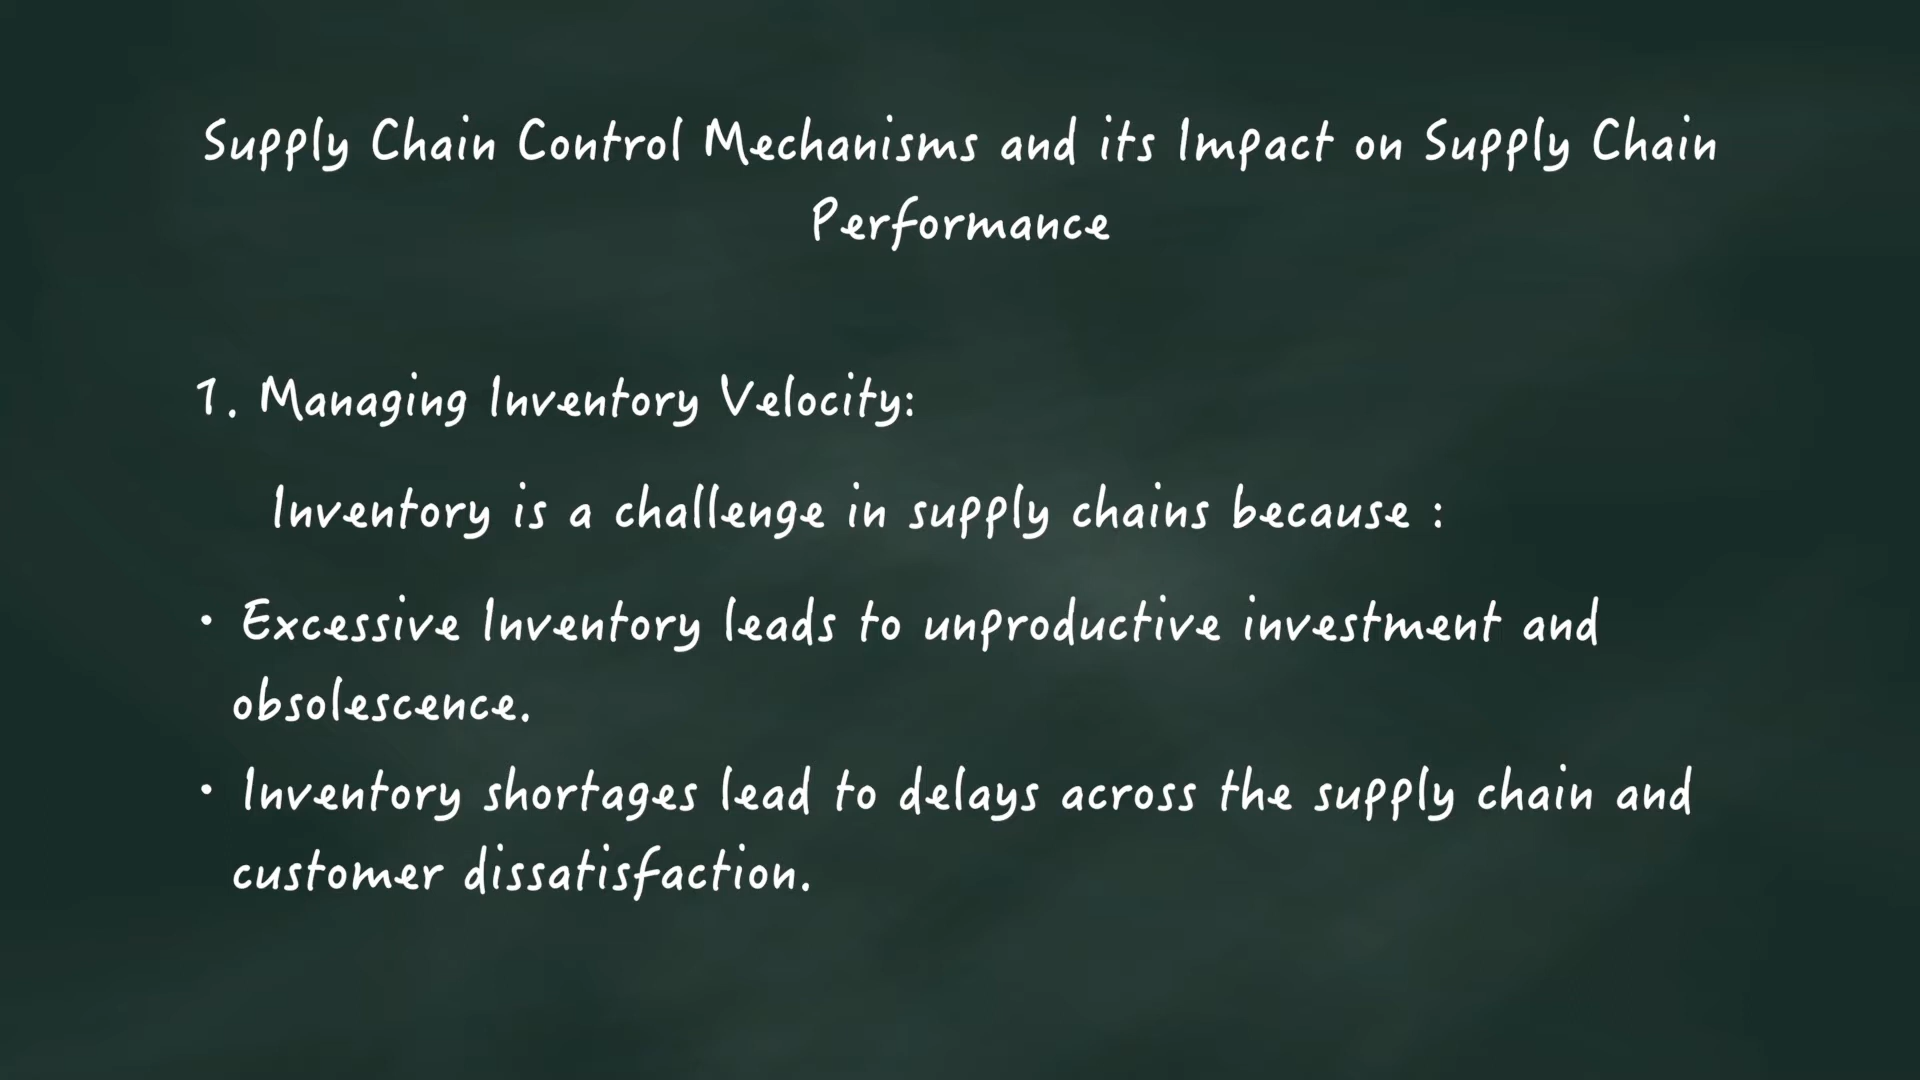 Supply Chain Control Mechanisms and its Impact on Supply Chain
Performance
1. Managing Inventory Velocity:
Inventory is a challenge in supply chains because :
• Excessive Inventory leads to unproductive investment and
obsolescence.
• Inventory shortages lead to delays across the supply chain and
customer dissatisfaction.